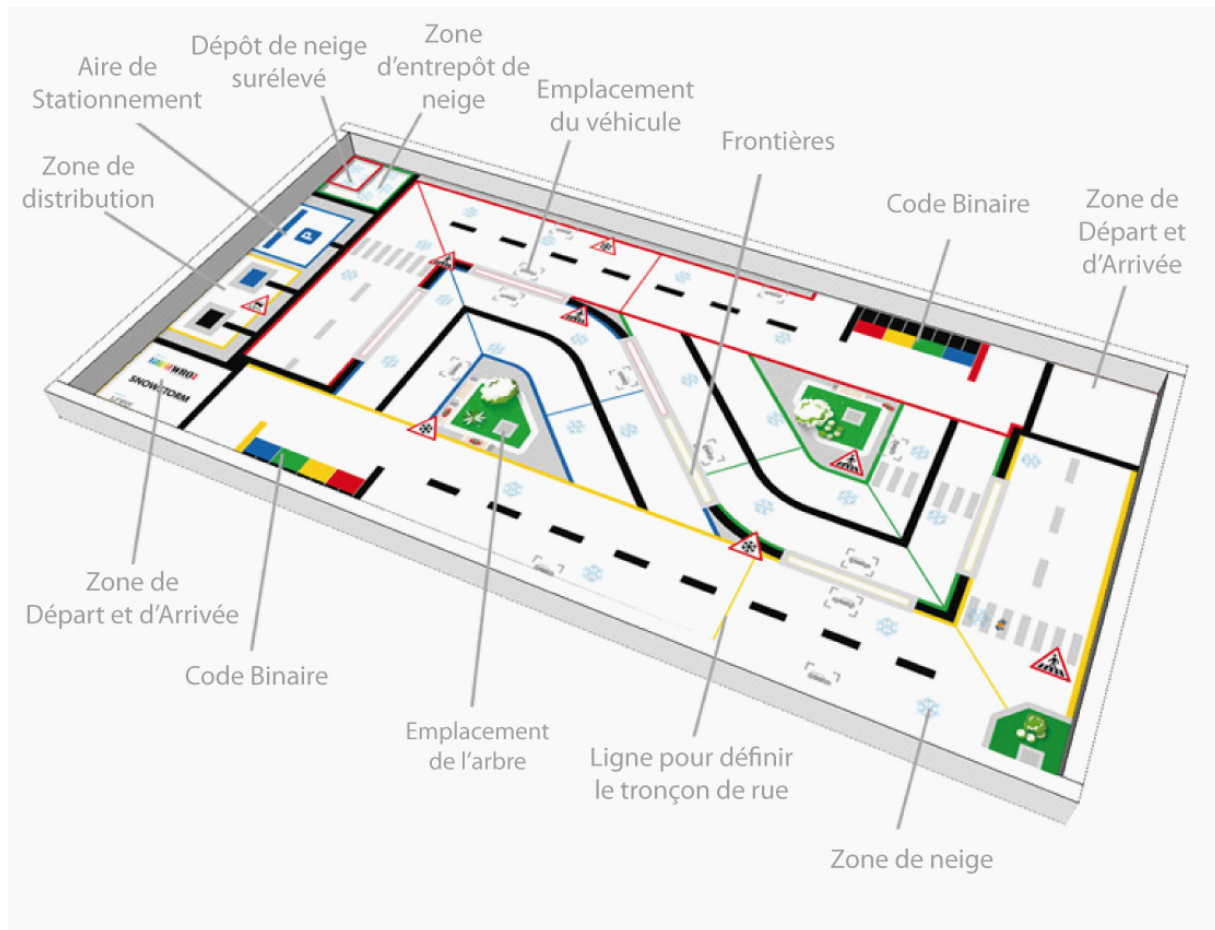 Dépôt de neige
surélevé
Zone
d'entrepôt de
neige
Aire de
Stationnement
Emplacement
du véhicule
Frontières
Zone de
distribution
Code Binaire
Zone de
Départ et
d'Arrivée
P
WRO
SNOWSTORM
Zone de
Départ et d'Arrivée
Code Binaire
Emplacement
de l'arbre
Ligne pour définir
le tronçon de rue
Zone de neige